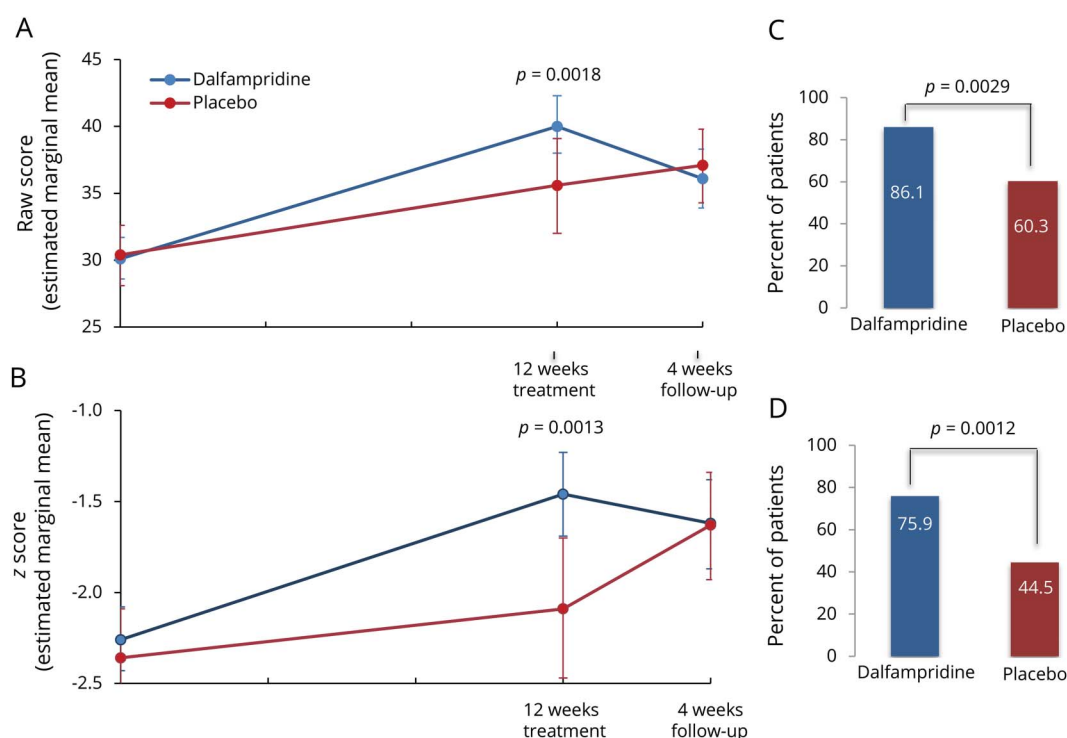 A
Raw score
(estimated marginal mean)
45
40
35
30
25
Dalfampridine
Placebo
p = 0.0018
12 weeks
treatment
4 weeks
follow-up
B
z score
(estimated marginal mean)
-1.0
-1.5
-2.0
-2.5
p = 0.0013
12 weeks
treatment
4 weeks
follow-up
C
Percent of patients
100
80
60
40
20
0
p = 0.0029
86.1
60.3
Dalfampridine
Placebo
D
Percent of patients
100
80
60
40
20
0
p = 0.0012
75.9
44.5
Dalfampridine
Placebo